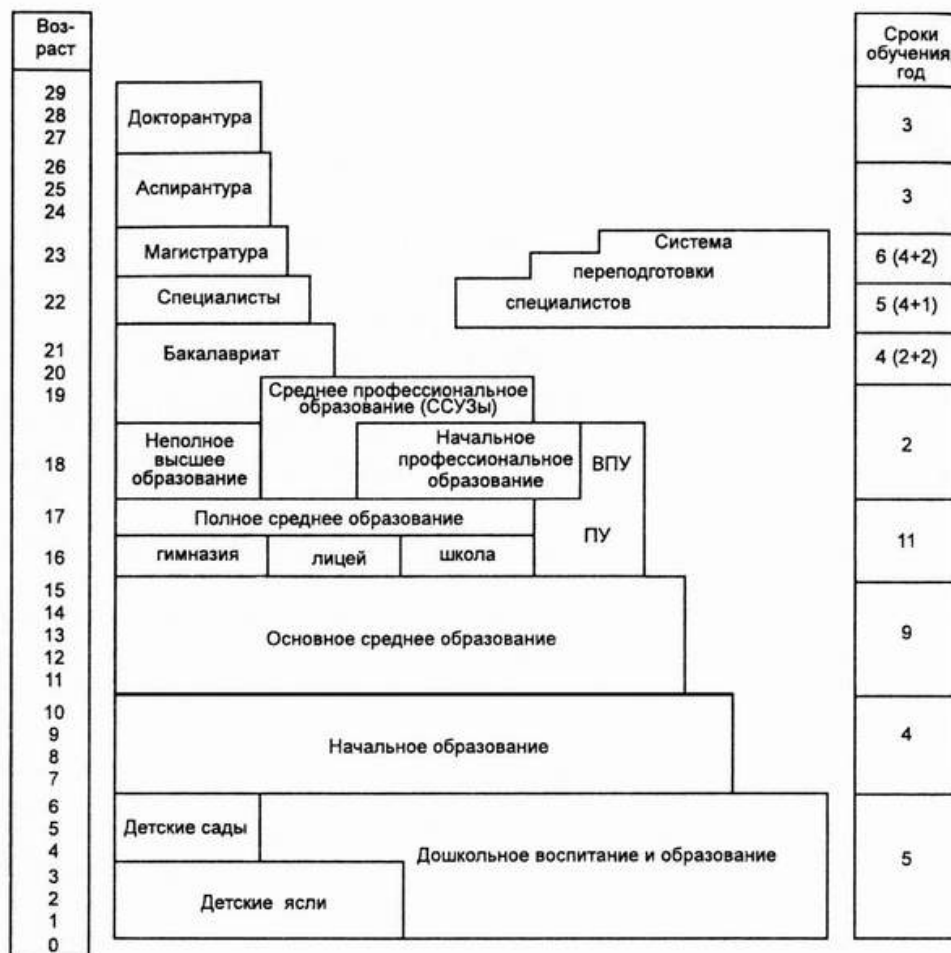 Воз-
раст
29
28
27
26
25
24
23
22
21
20
19
18
17
16
15
14
13
12
11
10
9
8
7
6
5
4
3
2
1
0
Докторантура
Аспирантура
Магистратура
Специалисты
Бакалавриат
Среднее профессиональное
образование (ССУЗы)
Неполное
высшее
образование
Начальное
профессиональное
образование
ВПУ
ПУ
Полное среднее образование
гимназия
лицей
школа
Основное среднее образование
Начальное образование
Детские сады
Дошкольное воспитание и образование
Детские ясли
Система
переподготовки
специалистов
Сроки
обучения
год
3
3
6 (4+2)
5 (4+1)
4 (2+2)
2
11
9
4
5